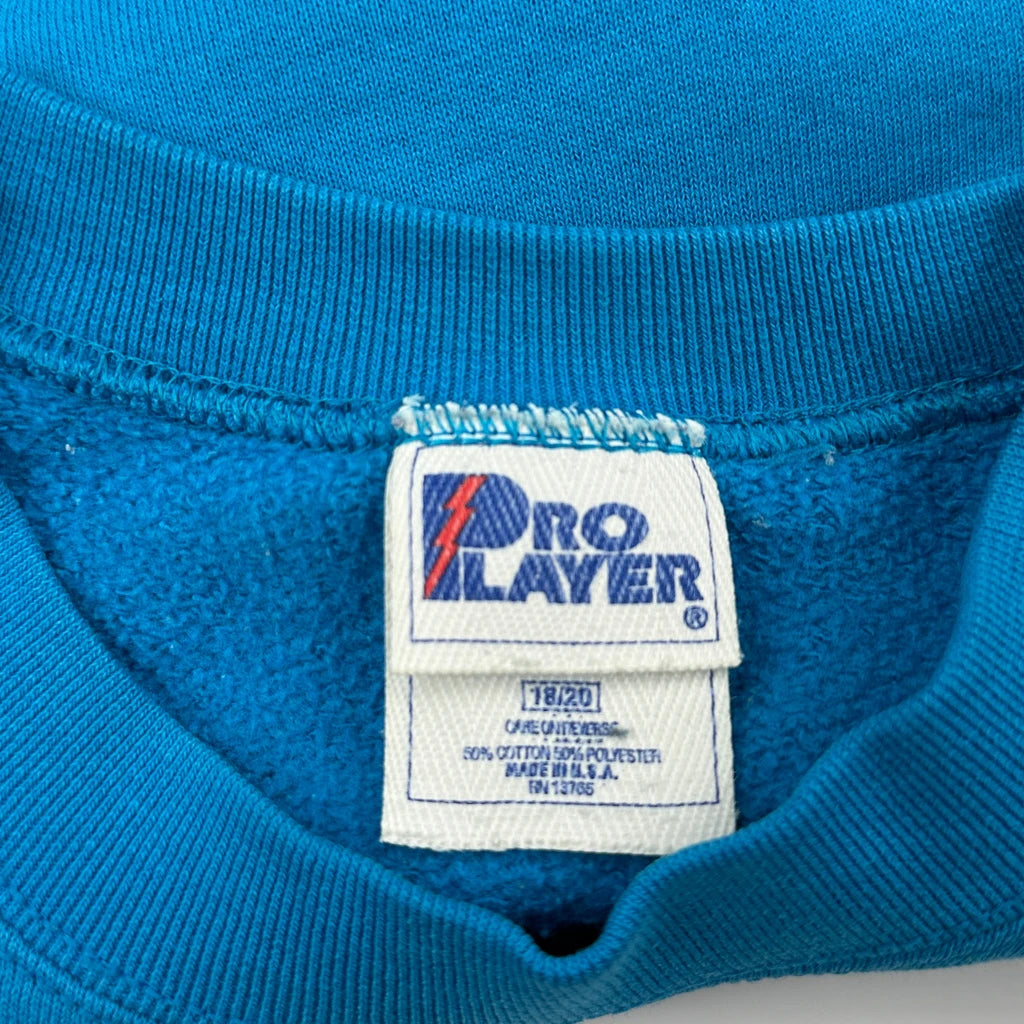 PRO
PLAYER
®
18/20
CARE ON REVERSE
50% COTTON 50% POLYESTER
MADE IN U.S.A.
RN 13765